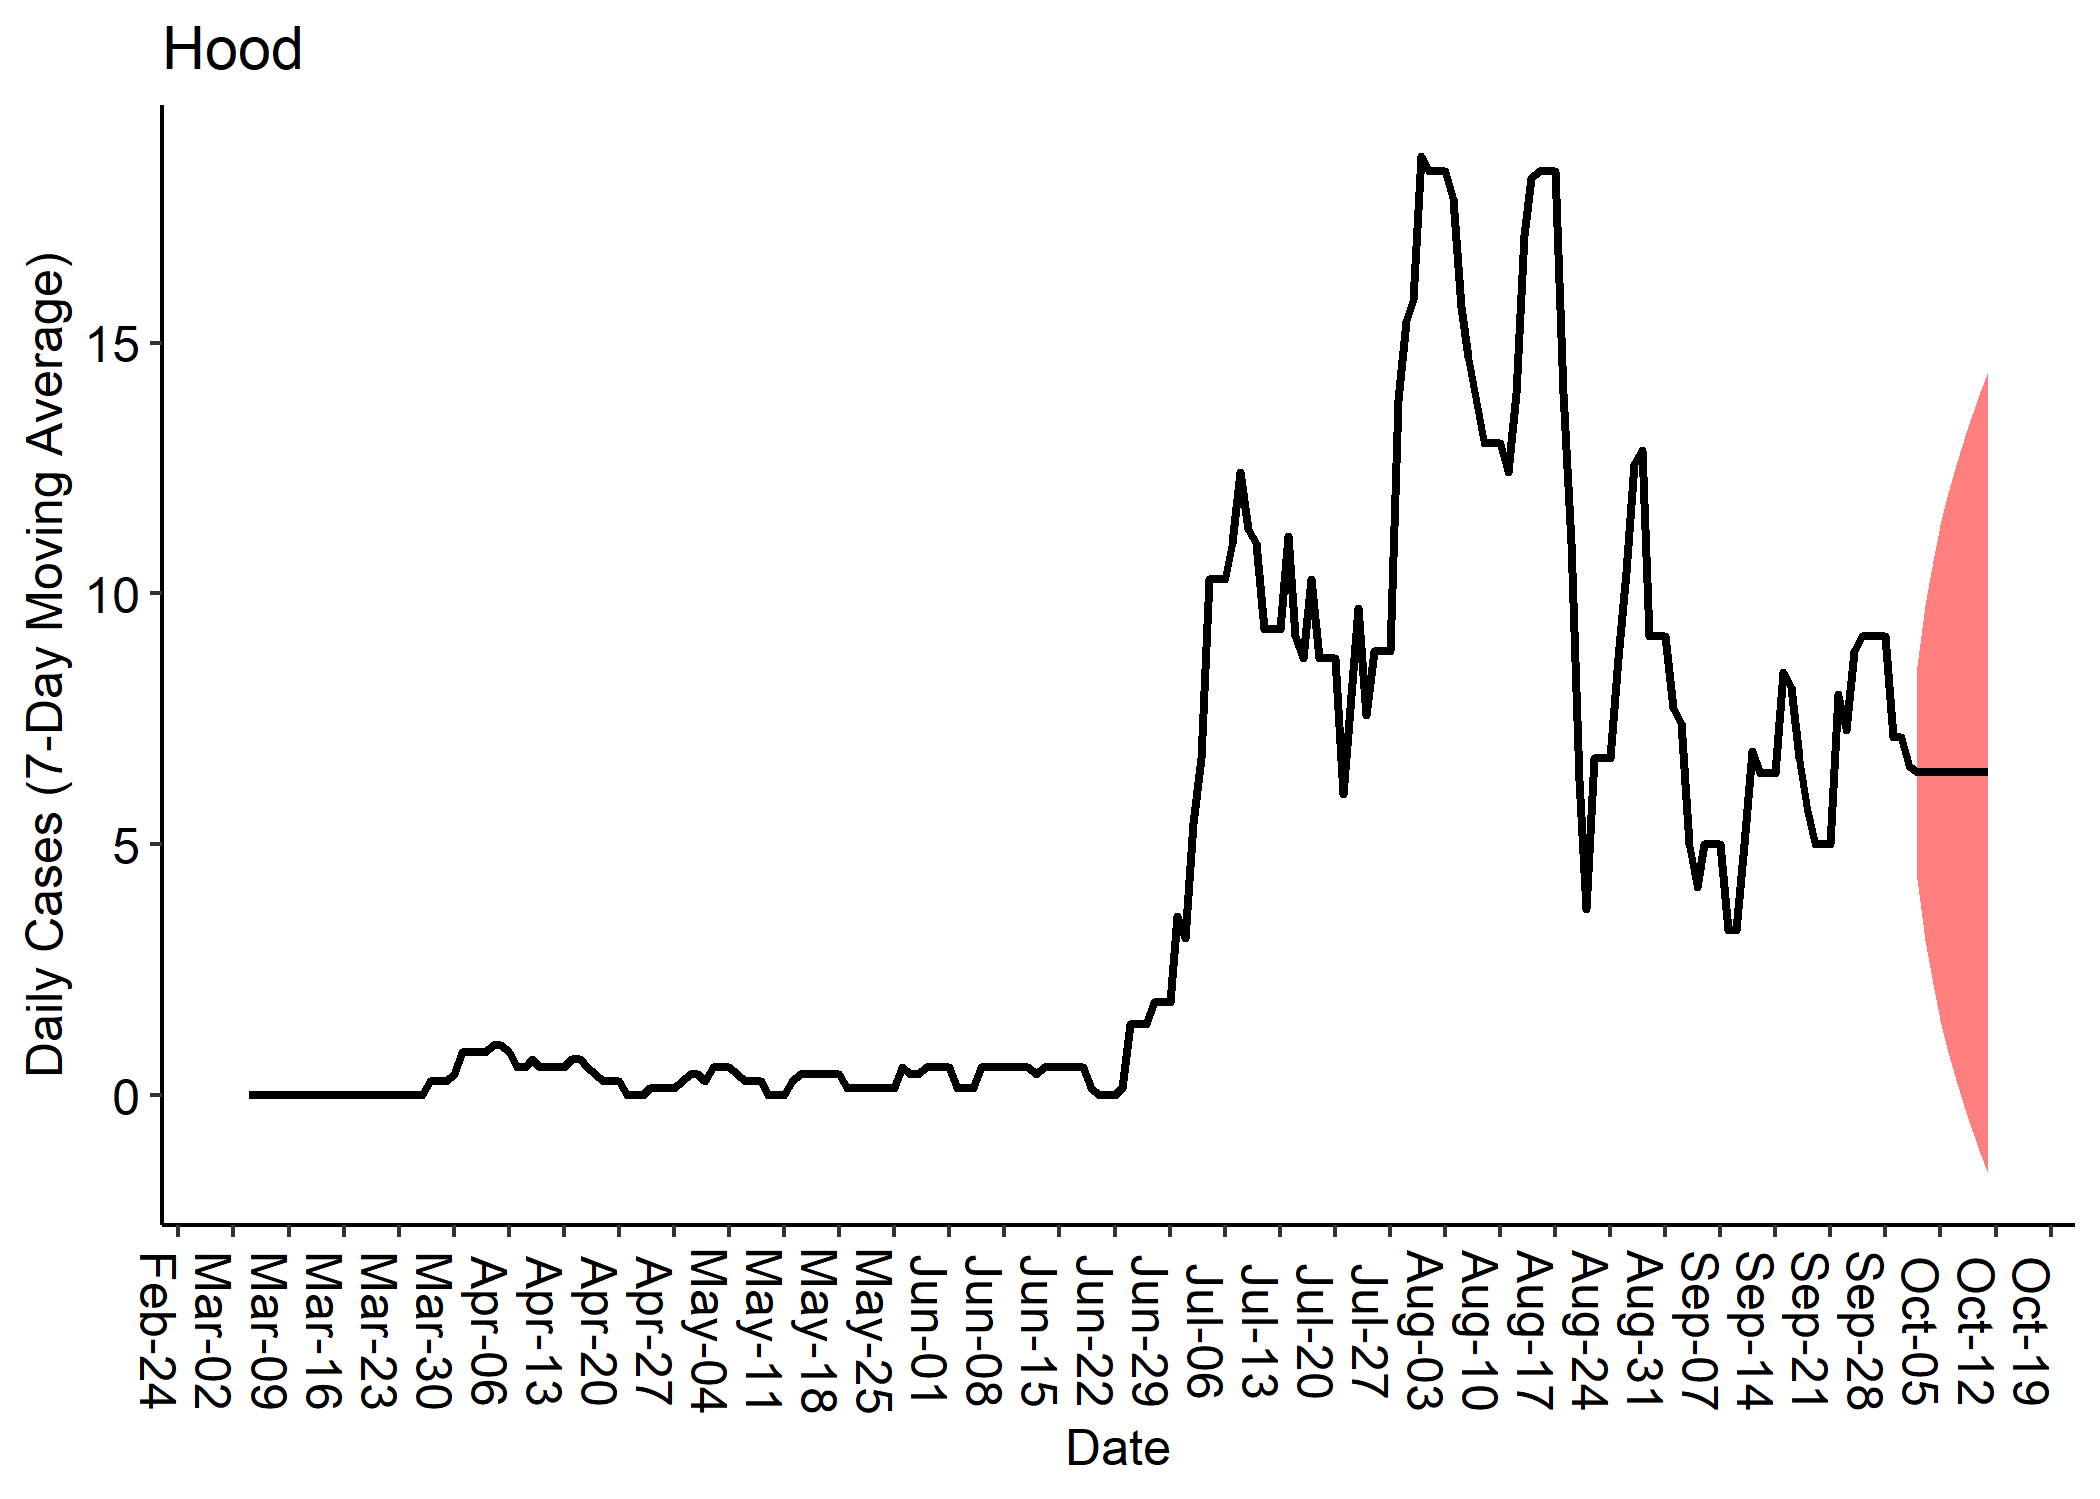 Hood
Daily Cases (7-Day Moving Average)
15
10
5
0
Feb-24
Mar-02
Mar-09
Mar-16
Mar-23
Mar-30
Apr-06
Apr-13
Apr-20
Apr-27
May-04
May-11
May-18
May-25
Jun-01
Jun-08
Jun-15
Jun-22
Jun-29
Jul-06
Jul-13
Jul-20
Jul-27
Aug-03
Aug-10
Aug-17
Aug-24
Aug-31
Sep-07
Sep-14
Sep-21
Sep-28
Oct-05
Oct-12
Oct-19
Date